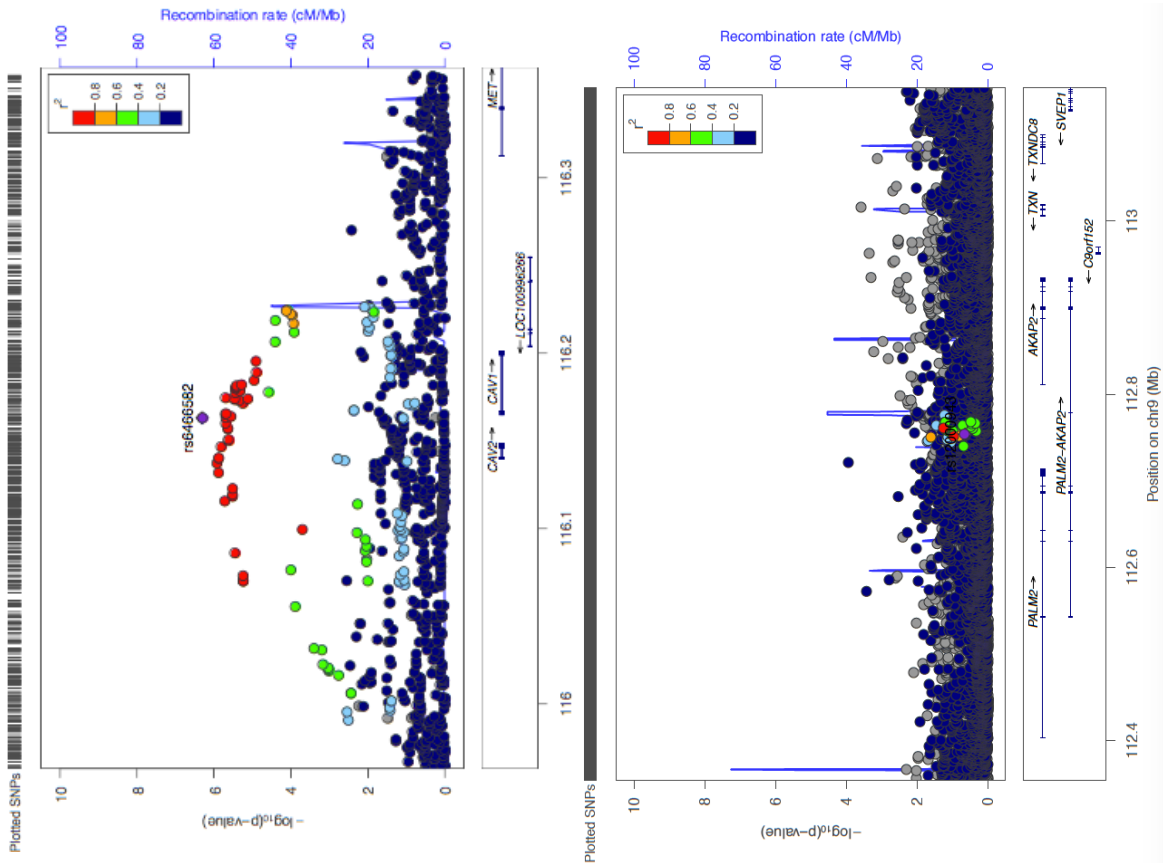 Plotted SNPs
Recombination rate (cM/Mb)
100
80
60
40
20
0
r²
0.8
0.6
0.4
0.2
rs6466582
10
8
6
4
2
0
−log₁₀(p−value)
MET→
←LOC100996266
CAV1→
CAV2→
116.3
116.2
116.1
116
Plotted SNPs
Recombination rate (cM/Mb)
100
80
60
40
20
0
r²
0.8
0.6
0.4
0.2
10
8
6
4
2
0
−log₁₀(p−value)
←SVEP1
←TXNDC8
←TXN
←C9orf152
AKAP2→
PALM2−AKAP2→
PALM2→
113
112.8
112.6
112.4
Position on chr9 (Mb)